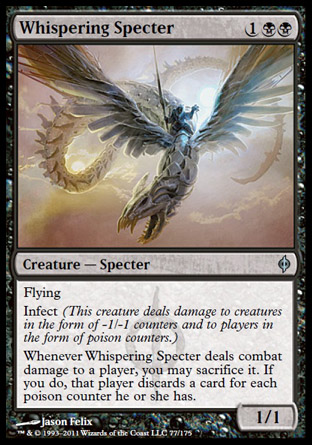 Whispering Specter 1
Creature — Specter
Flying
Infect (This creature deals damage to creatures
in the form of -1/-1 counters and to players
in the form of poison counters.)
Whenever Whispering Specter deals combat
damage to a player, you may sacrifice it. If
you do, that player discards a card for each
poison counter he or she has.
Jason Felix
™ & © 1993–2011 Wizards of the Coast LLC 77/175
1/1